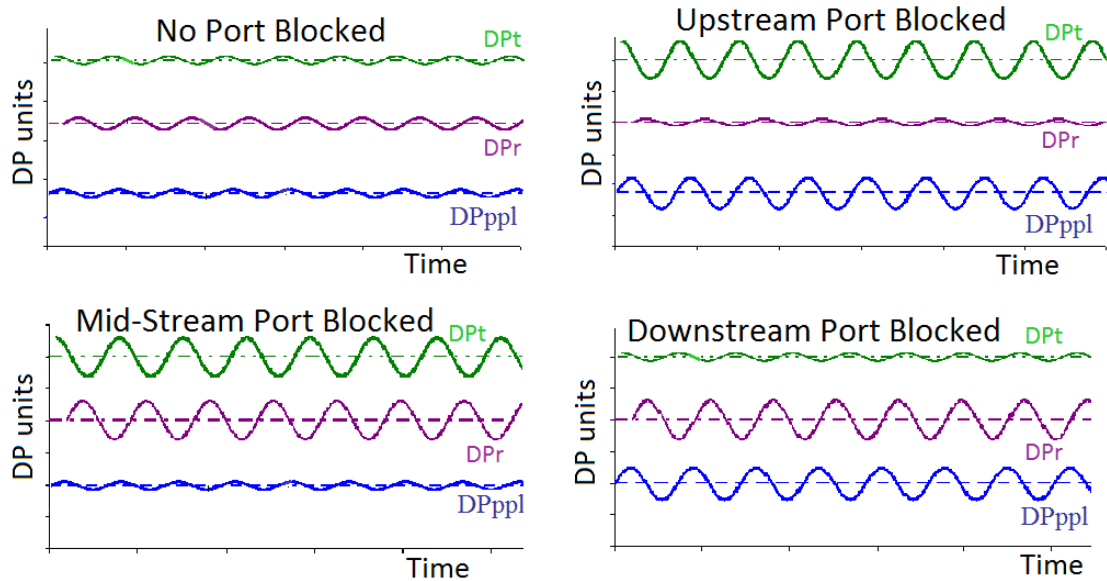 No Port Blocked
DPt
DPr
DPppl
DP units
Time
Upstream Port Blocked
DPt
DPr
DPppl
DP units
Time
Mid-Stream Port Blocked
DPt
DPr
DPppl
DP units
Time
Downstream Port Blocked
DPt
DPr
DPppl
DP units
Time